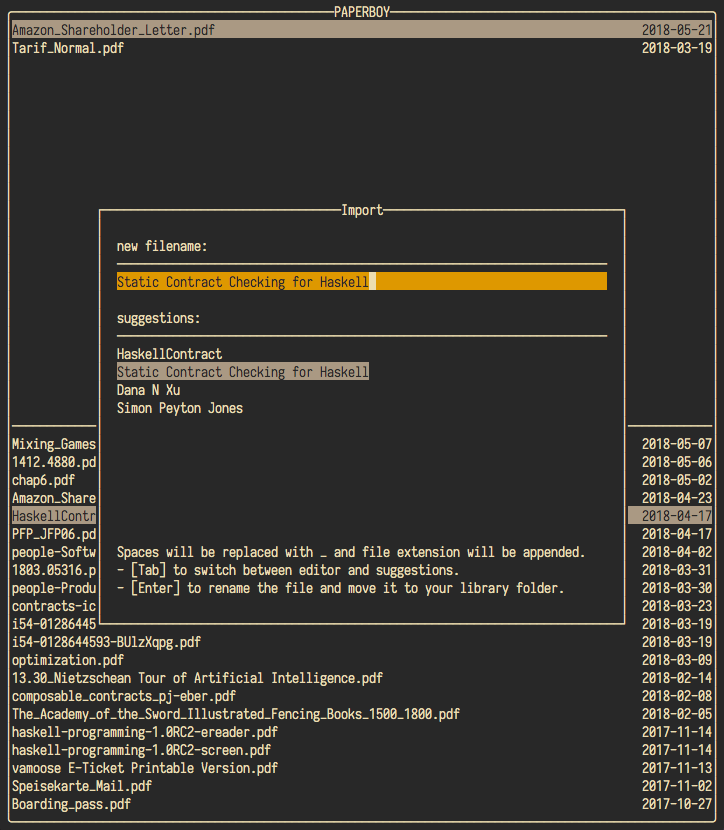 PAPERBOY
Amazon_Shareholder_Letter.pdf 2018-05-21
Tarif_Normal.pdf 2018-03-19
Import
new filename:
Static Contract Checking for Haskell
suggestions:
HaskellContract
Static Contract Checking for Haskell
Dana N Xu
Simon Peyton Jones
Mixing_Games 2018-05-07
1412.4880.pd 2018-05-06
chap6.pdf 2018-05-02
Amazon_Share 2018-04-23
HaskellContr 2018-04-17
PFP_JFP06.pd 2018-04-17
people-Softw Spaces will be replaced with _ and file extension will be appended. 2018-04-02
1803.05316.p - [Tab] to switch between editor and suggestions. 2018-03-31
people-Produ - [Enter] to rename the file and move it to your library folder. 2018-03-30
contracts-ic 2018-03-23
i54-01286445 2018-03-19
i54-0128644593-BUlzXqpg.pdf 2018-03-19
optimization.pdf 2018-03-09
13.30_Nietzschean Tour of Artificial Intelligence.pdf 2018-02-14
composable_contracts_pj-eber.pdf 2018-02-08
The_Academy_of_the_Sword_Illustrated_Fencing_Books_1500_1800.pdf 2018-02-05
haskell-programming-1.0RC2-ereader.pdf 2017-11-14
haskell-programming-1.0RC2-screen.pdf 2017-11-14
vamoose E-Ticket Printable Version.pdf 2017-11-13
Speisekarte_Mail.pdf 2017-11-02
Boarding_pass.pdf 2017-10-27